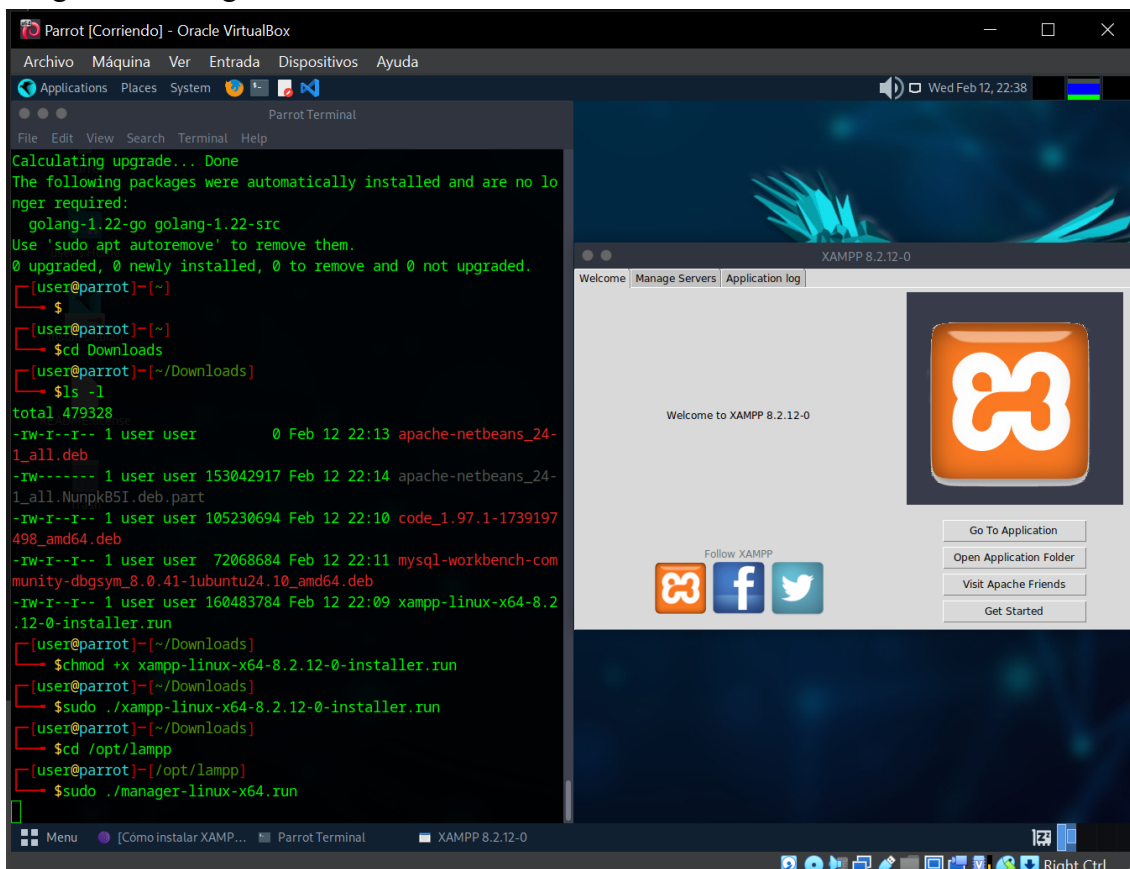 Parrot [Corriendo] - Oracle VirtualBox
Archivo Máquina Ver Entrada Dispositivos Ayuda
Applications Places System
Wed Feb 12, 22:38
Parrot Terminal
File Edit View Search Terminal Help
Calculating upgrade... Done
The following packages were automatically installed and are no lo
nger required:
golang-1.22-go golang-1.22-src
Use 'sudo apt autoremove' to remove them.
0 upgraded, 0 newly installed, 0 to remove and 0 not upgraded.
[user@parrot]-[~]
$
[user@parrot]-[~]
$cd Downloads
[user@parrot]-[~/Downloads]
$ls -l
total 479328
-rw-r--r-- 1 user user 0 Feb 12 22:13 apache-netbeans_24-
1_all.deb
-rw------- 1 user user 153042917 Feb 12 22:14 apache-netbeans_24-
1_all.NunpkB5I.deb.part
-rw-r--r-- 1 user user 105230694 Feb 12 22:10 code_1.97.1-1739197
498_amd64.deb
-rw-r--r-- 1 user user 72068684 Feb 12 22:11 mysql-workbench-com
munity-dbgsym_8.0.41-1ubuntu24.10_amd64.deb
-rw-r--r-- 1 user user 160483784 Feb 12 22:09 xampp-linux-x64-8.2
.12-0-installer.run
[user@parrot]-[~/Downloads]
$chmod +x xampp-linux-x64-8.2.12-0-installer.run
[user@parrot]-[~/Downloads]
$sudo ./xampp-linux-x64-8.2.12-0-installer.run
[user@parrot]-[~/Downloads]
$cd /opt/lampp
[user@parrot]-[/opt/lampp]
$sudo ./manager-linux-x64.run
XAMPP 8.2.12-0
Welcome Manage Servers Application log
Welcome to XAMPP 8.2.12-0
Go To Application
Open Application Folder
Visit Apache Friends
Get Started
Follow XAMPP
Menu [Cómo instalar XAMP... Parrot Terminal XAMPP 8.2.12-0
Right Ctrl